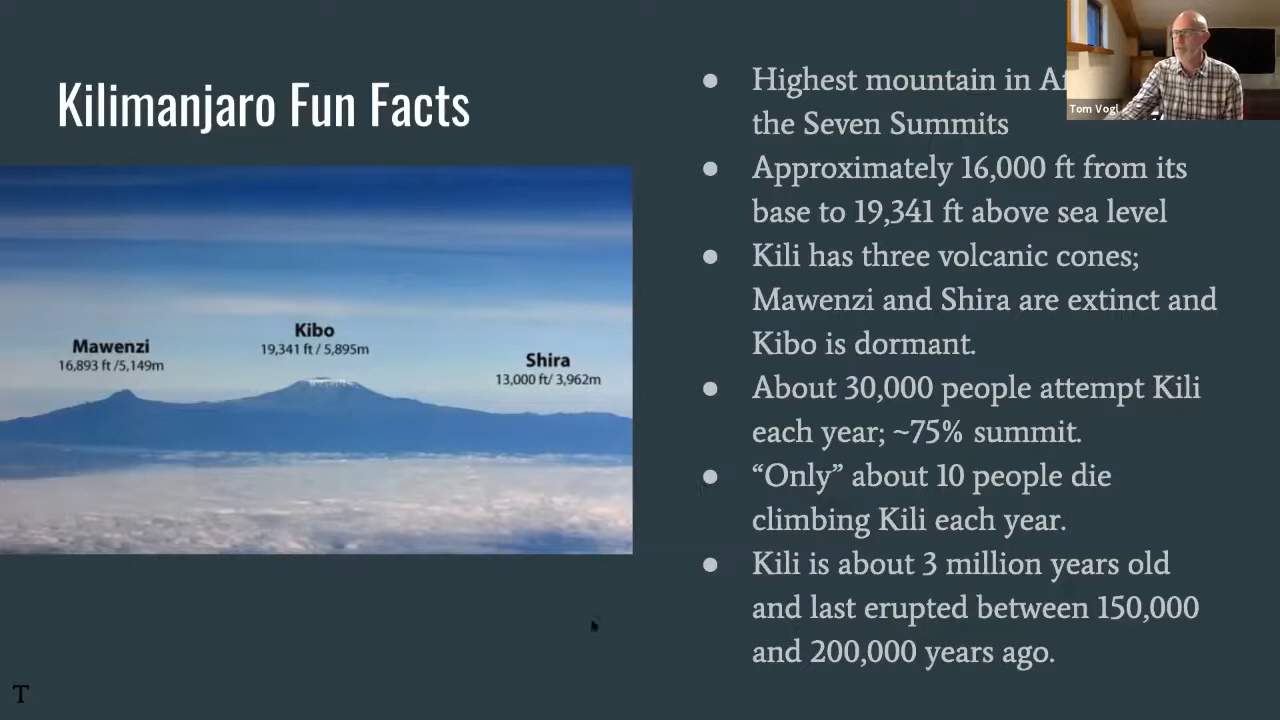 Kilimanjaro Fun Facts
Mawenzi
16,893 ft /5,149m
Kibo
19,341 ft / 5,895m
Shira
13,000 ft/ 3,962m
● Highest mountain in
the Seven Summits
● Approximately 16,000 ft from its
base to 19,341 ft above sea level
● Kili has three volcanic cones;
Mawenzi and Shira are extinct and
Kibo is dormant.
● About 30,000 people attempt Kili
each year; ~75% summit.
● “Only” about 10 people die
climbing Kili each year.
● Kili is about 3 million years old
and last erupted between 150,000
and 200,000 years ago.
Tom Vogl
T